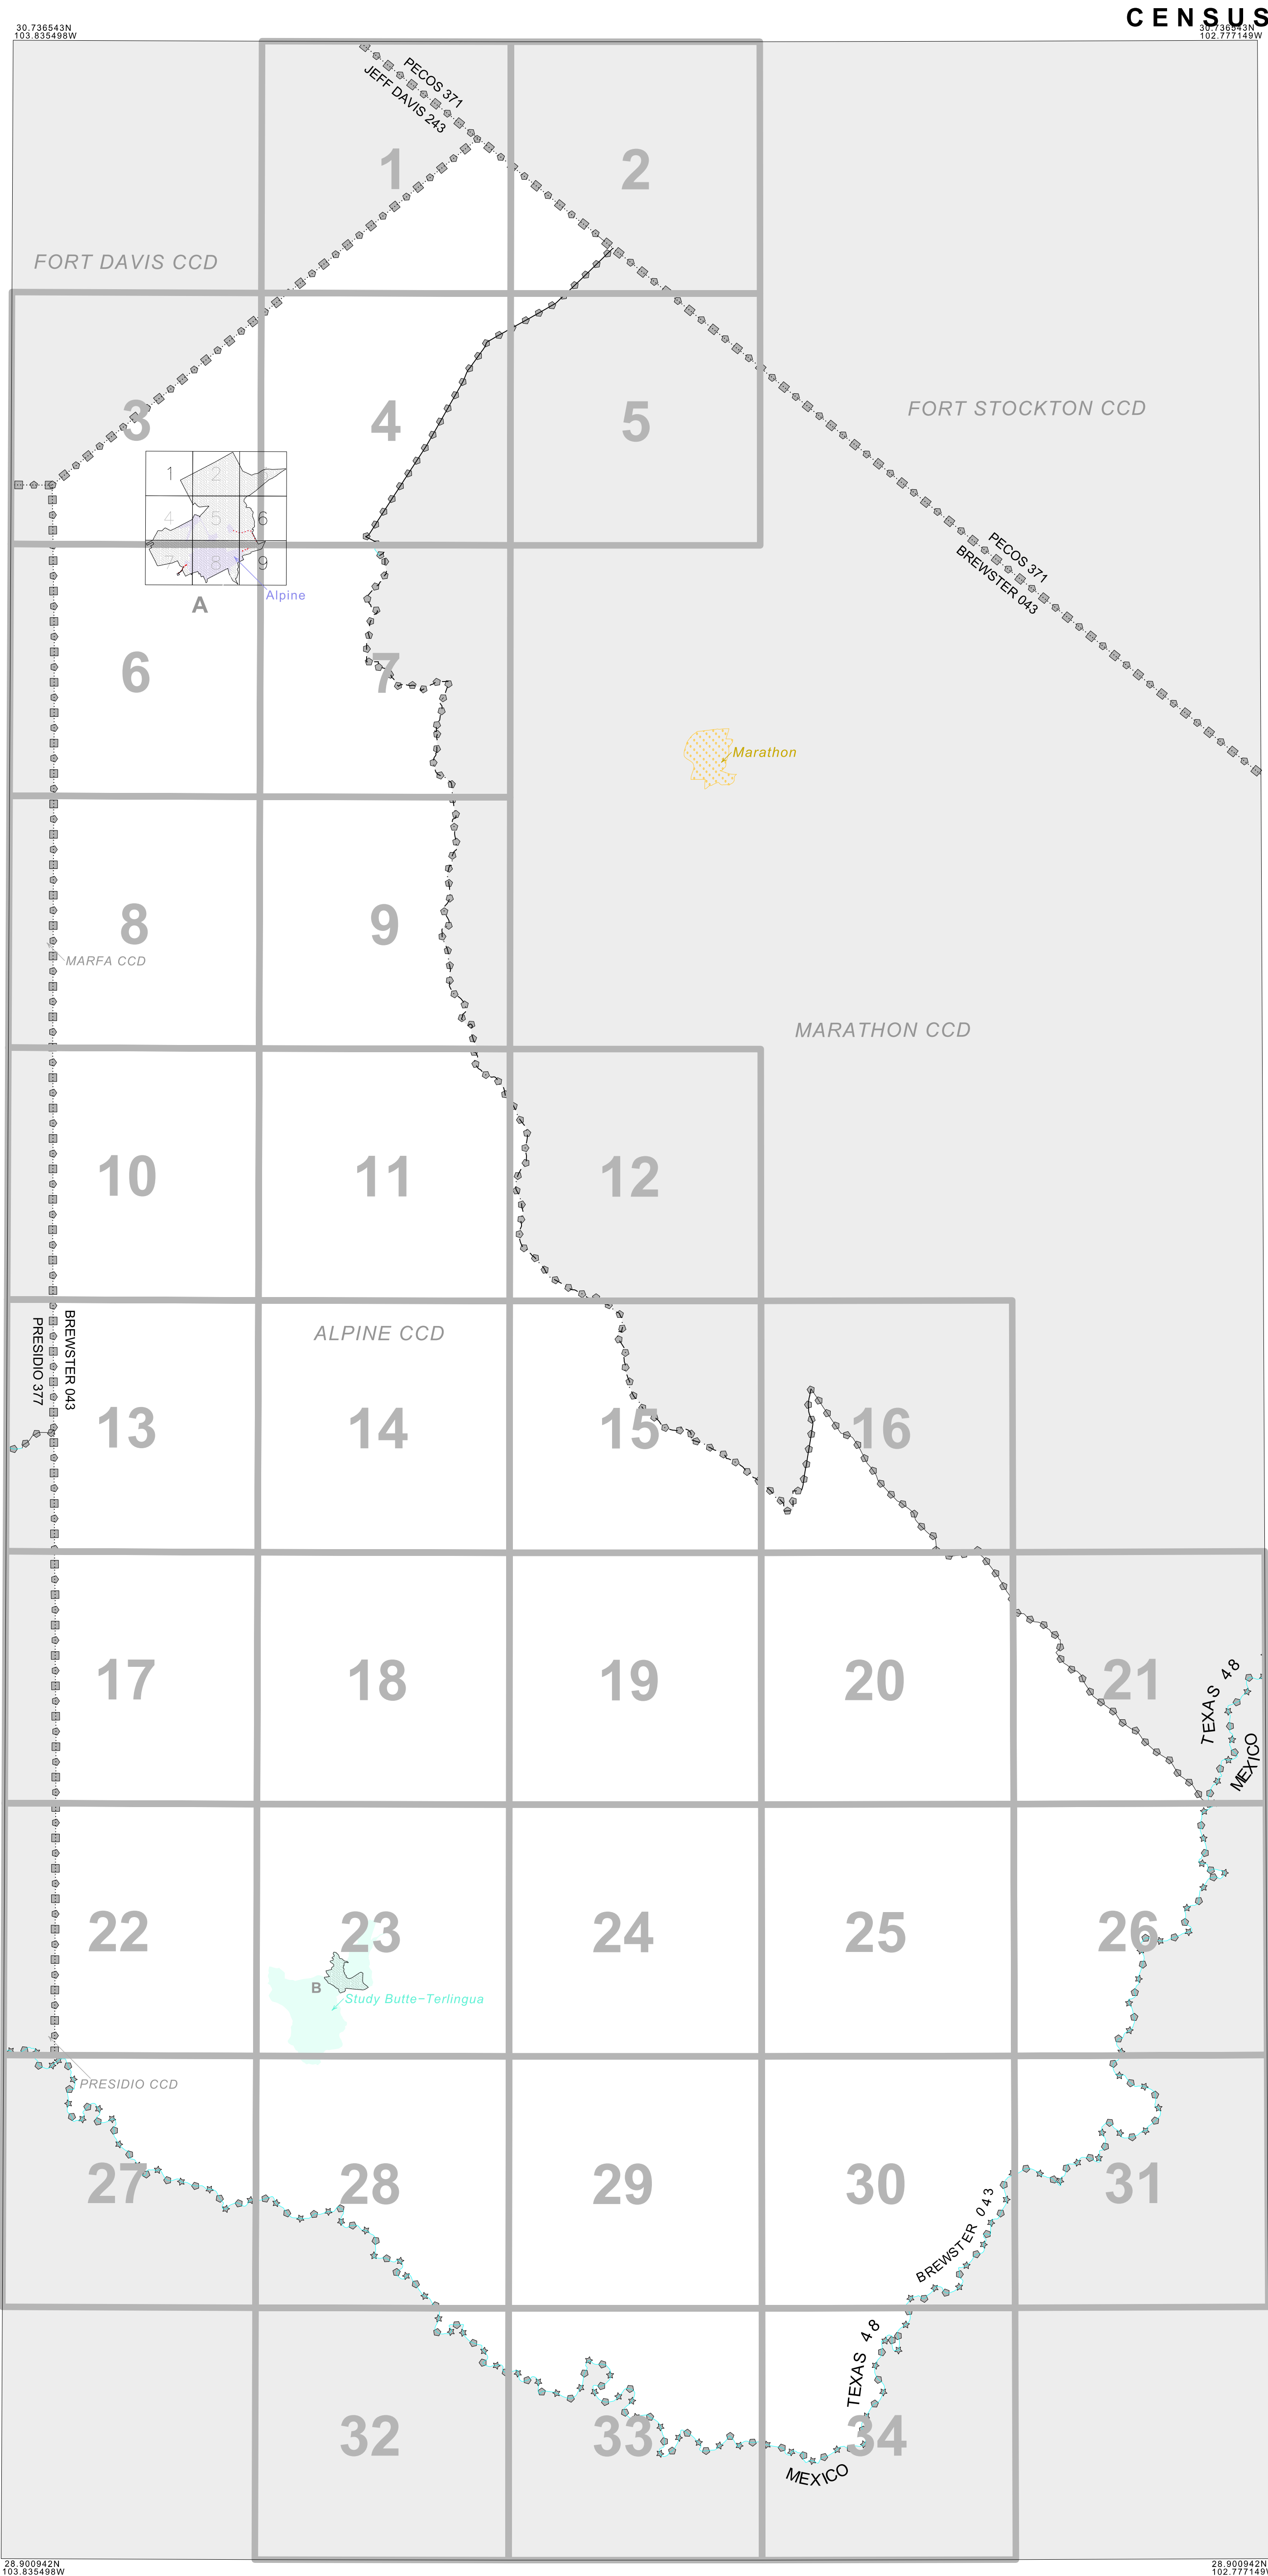 CENSUS
30.736543N
103.835498W
30.736543N
102.777149W
PECOS 371
JEFF DAVIS 243
1
2
FORT DAVIS CCD
3
4
5
FORT STOCKTON CCD
1
2
4
5
6
7
8
9
Alpine
A
PECOS 371
BREWSTER 043
6
7
Marathon
8
9
MARFA CCD
MARATHON CCD
10
11
12
BREWSTER 043
PRESIDIO 377
ALPINE CCD
13
14
15
16
17
18
19
20
21
TEXAS 48
MEXICO
22
23
24
25
26
B
Study Butte-Terlingua
PRESIDIO CCD
27
28
29
30
31
BREWSTER 043
TEXAS 48
32
33
34
MEXICO
28.900942N
103.835498W
28.900942N
102.777149W